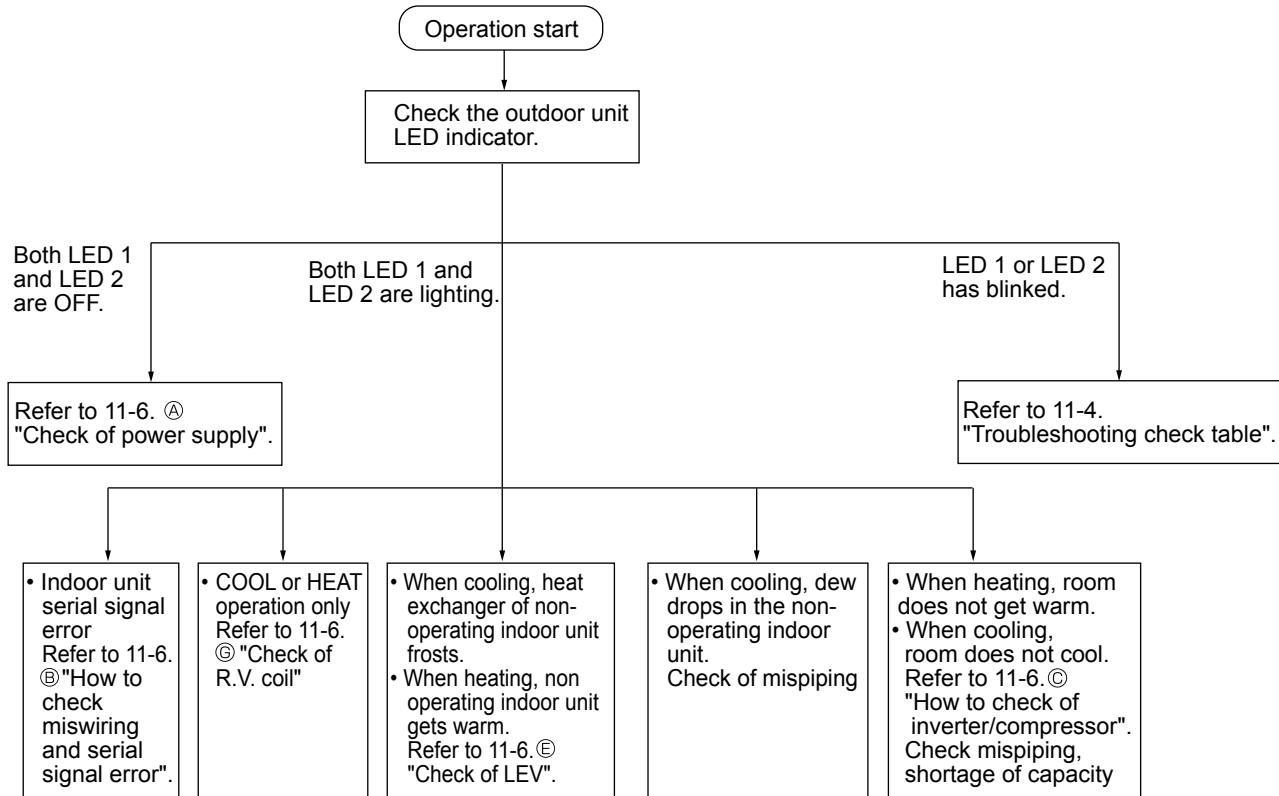 Operation start
Check the outdoor unit
LED indicator.
Both LED 1
and LED 2
are OFF.
Both LED 1 and
LED 2 are lighting.
LED 1 or LED 2
has blinked.
Refer to 11-6. Ⓐ
"Check of power supply".
Refer to 11-4.
"Troubleshooting check table".
• Indoor unit
serial signal
error
Refer to 11-6.
Ⓑ"How to
check
miswiring
and serial
signal error".
• COOL or HEAT
operation only
Refer to 11-6.
Ⓖ "Check of
R.V. coil"
• When cooling, heat
exchanger of non-
operating indoor unit
frosts.
• When heating, non
operating indoor unit
gets warm.
Refer to 11-6.Ⓔ
"Check of LEV".
• When cooling, dew
drops in the non-
operating indoor
unit.
Check of mispiping
• When heating, room
does not get warm.
• When cooling,
room does not cool.
Refer to 11-6.Ⓒ
"How to check of
inverter/compressor".
Check mispiping,
shortage of capacity